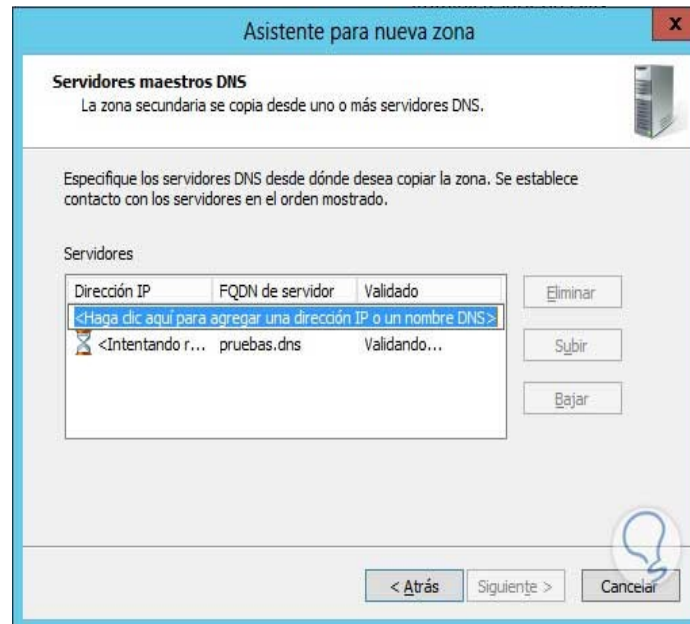 Asistente para nueva zona
x
Servidores maestros DNS
La zona secundaria se copia desde uno o más servidores DNS.
Especifique los servidores DNS desde dónde desea copiar la zona. Se establece
contacto con los servidores en el orden mostrado.
Servidores
Dirección IP FQDN de servidor Validado
<Haga clic aquí para agregar una dirección IP o un nombre DNS>
<Intentando r... pruebas.dns Validando...
Eliminar
Subir
Bajar
< Atrás Siguiente > Cancelar